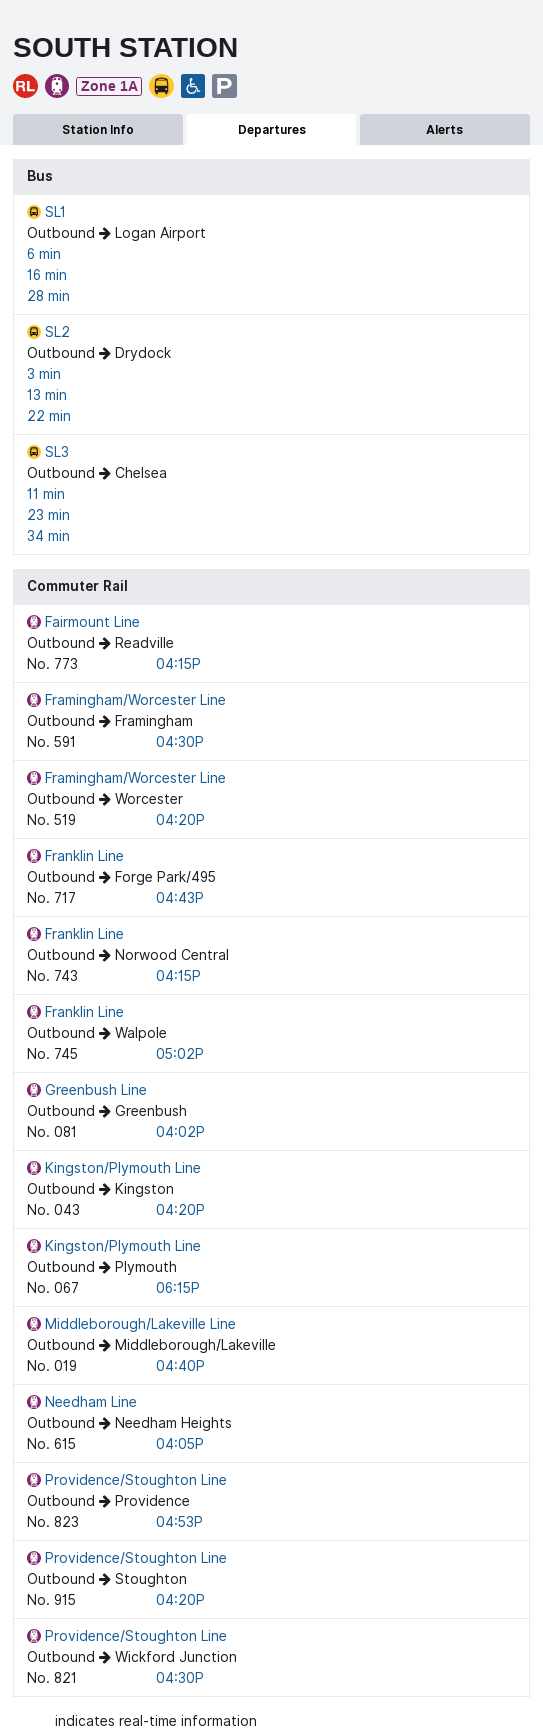 SOUTH STATION
RL Zone 1A P
Station Info Departures Alerts
Bus
SL1
Outbound → Logan Airport
6 min
16 min
28 min
SL2
Outbound → Drydock
3 min
13 min
22 min
SL3
Outbound → Chelsea
11 min
23 min
34 min
Commuter Rail
Fairmount Line
Outbound → Readville
No. 773 04:15P
Framingham/Worcester Line
Outbound → Framingham
No. 591 04:30P
Framingham/Worcester Line
Outbound → Worcester
No. 519 04:20P
Franklin Line
Outbound → Forge Park/495
No. 717 04:43P
Franklin Line
Outbound → Norwood Central
No. 743 04:15P
Franklin Line
Outbound → Walpole
No. 745 05:02P
Greenbush Line
Outbound → Greenbush
No. 081 04:02P
Kingston/Plymouth Line
Outbound → Kingston
No. 043 04:20P
Kingston/Plymouth Line
Outbound → Plymouth
No. 067 06:15P
Middleborough/Lakeville Line
Outbound → Middleborough/Lakeville
No. 019 04:40P
Needham Line
Outbound → Needham Heights
No. 615 04:05P
Providence/Stoughton Line
Outbound → Providence
No. 823 04:53P
Providence/Stoughton Line
Outbound → Stoughton
No. 915 04:20P
Providence/Stoughton Line
Outbound → Wickford Junction
No. 821 04:30P
indicates real-time information